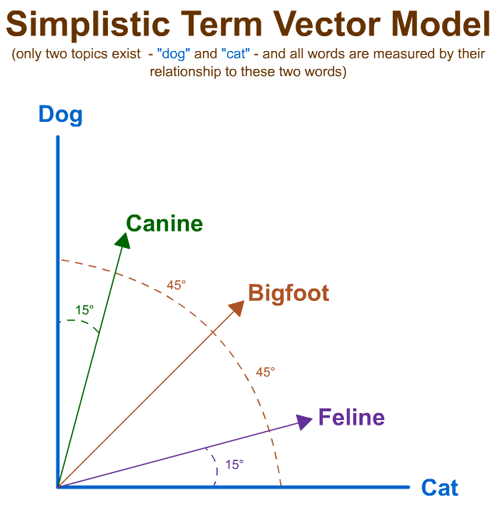 Simplistic Term Vector Model
(only two topics exist - "dog" and "cat" - and all words are measured by their
relationship to these two words)
Dog
Canine
45°
Bigfoot
15°
45°
Feline
15°
Cat